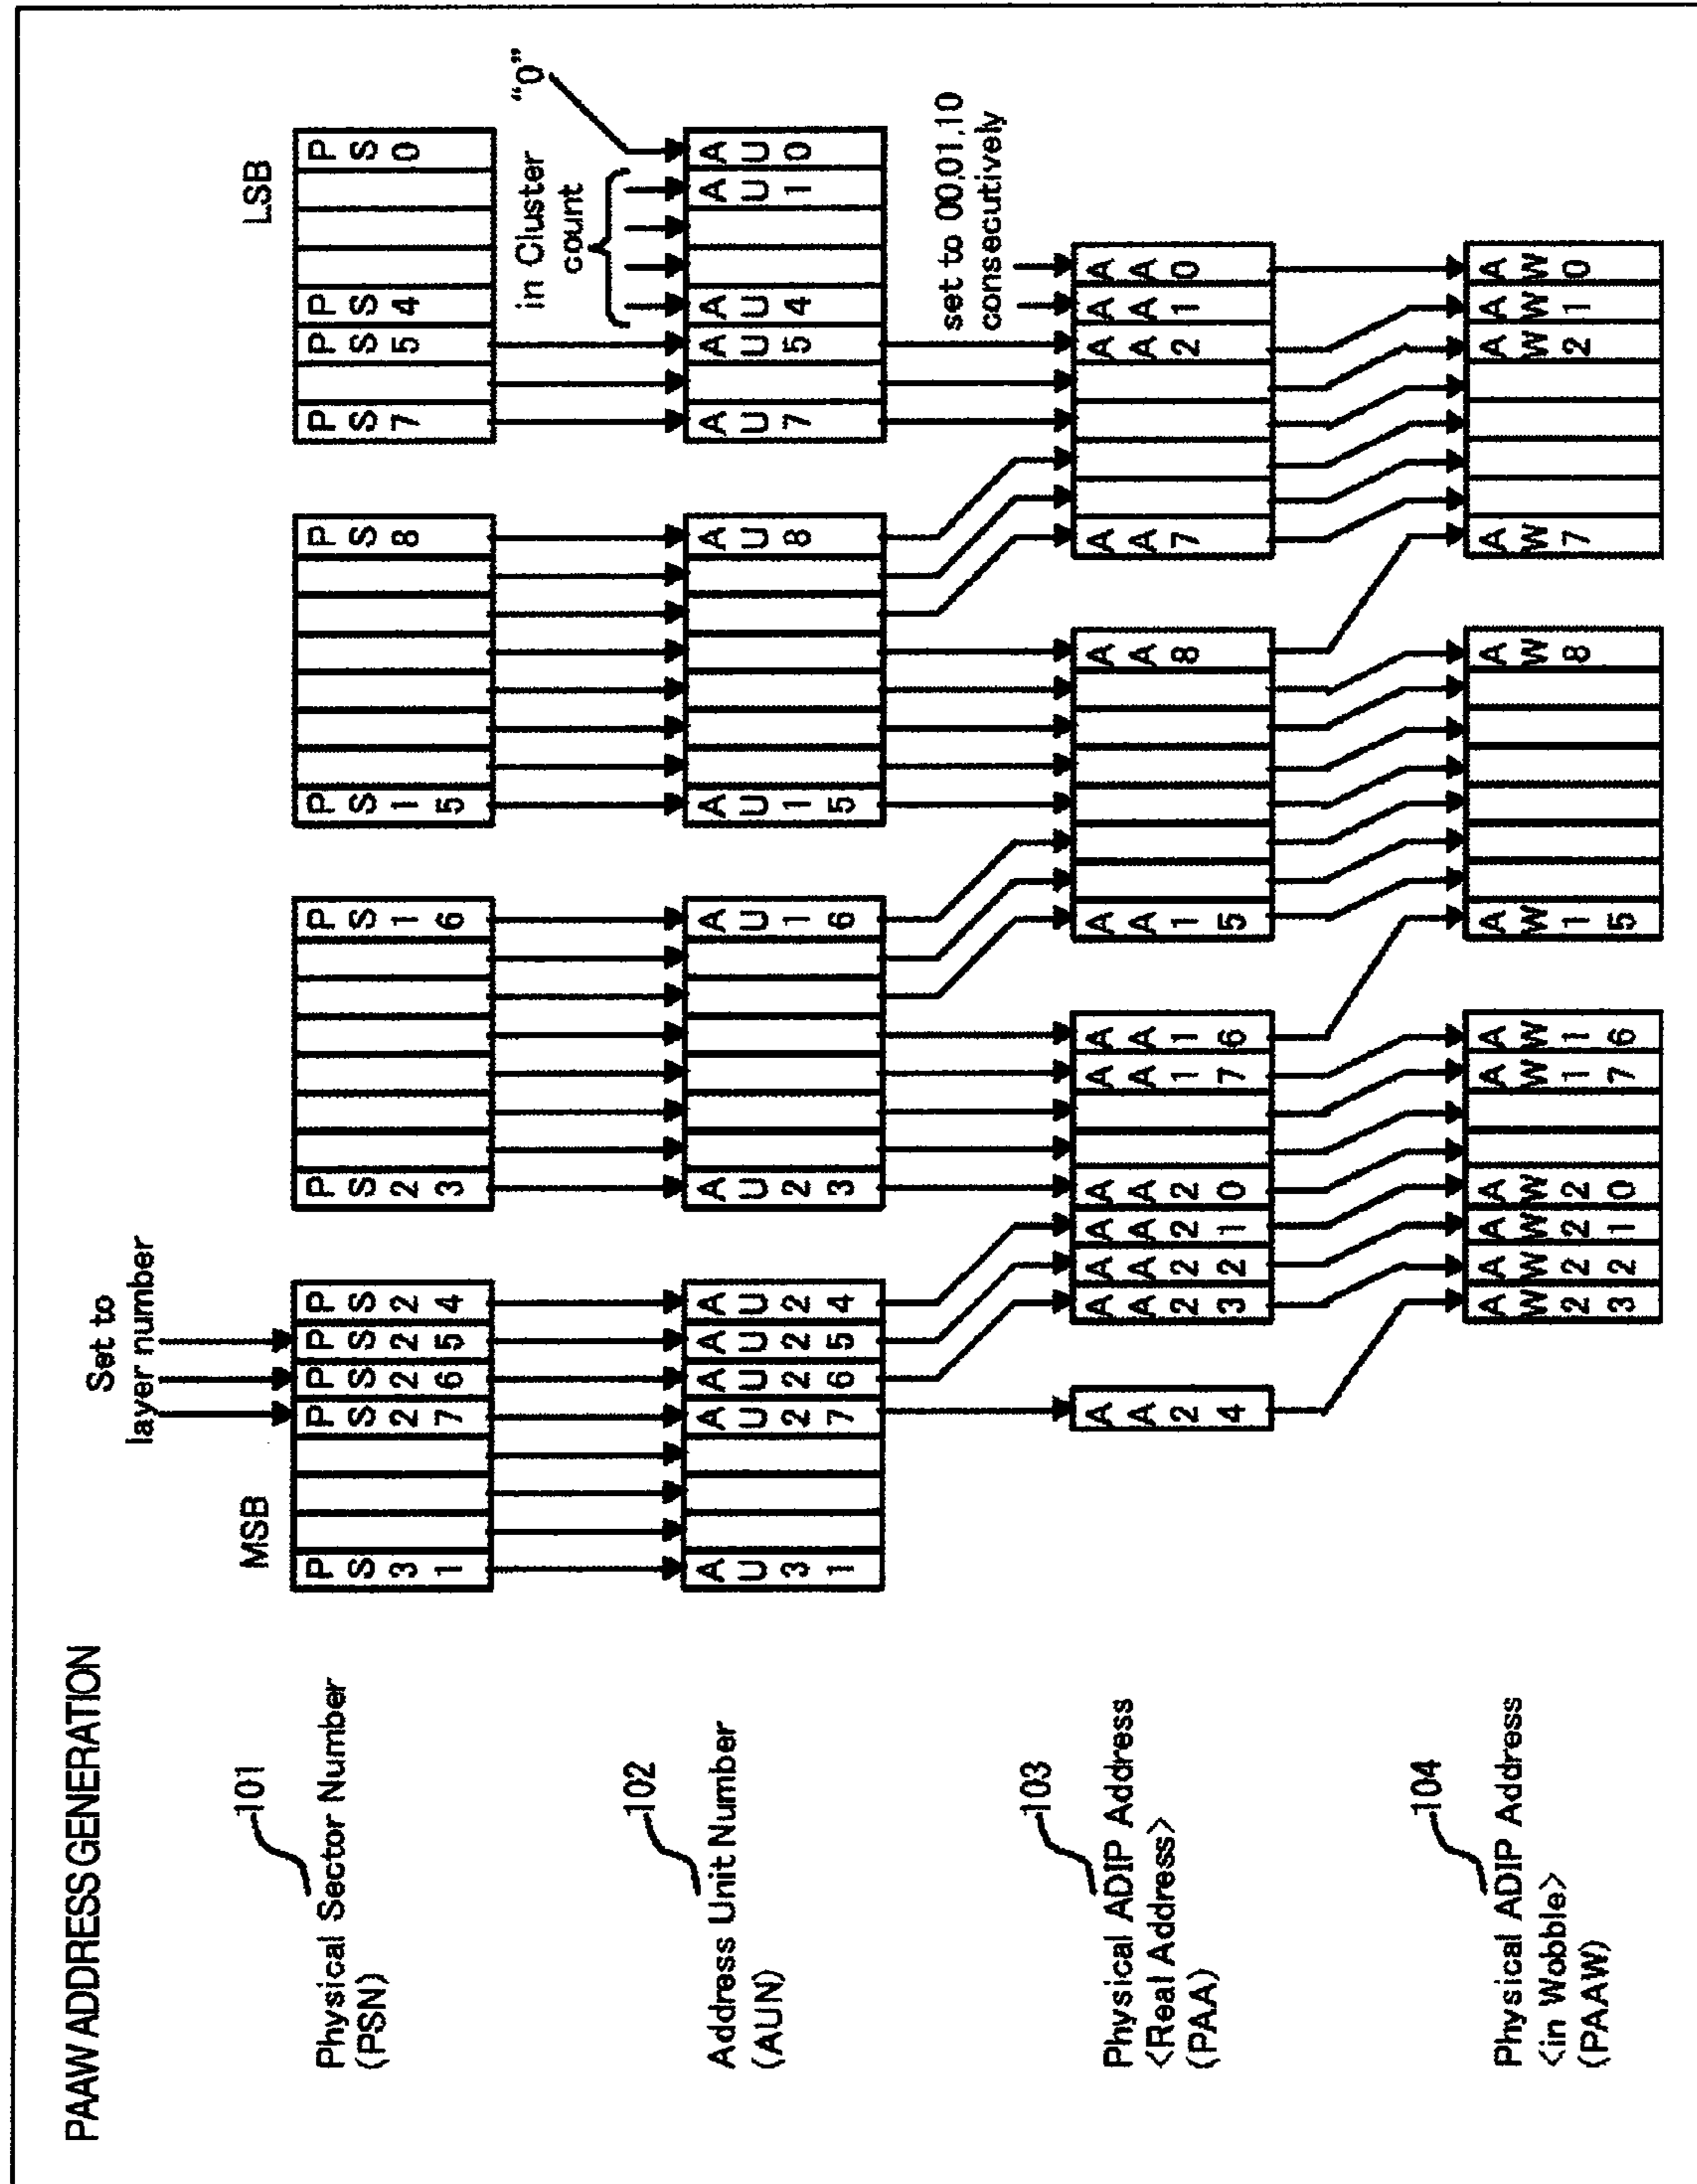 PAAW ADDRESS GENERATION
Set to
layer number
MSB
LSB
101
Physical Sector Number
(PSN)
PS31 PS27 PS26 PS25 PS24
PS23 PS16
PS15 PS8
PS7 PS5 PS4 PS0
in Cluster
count
"0"
102
Address Unit Number
(AUN)
AU31 AU27 AU26 AU25 AU24
AU23 AU16
AU15 AU8
AU7 AU5 AU4 AU1 AU0
set to 00,01,10
consecutively
103
Physical ADIP Address
<Real Address>
(PAA)
AA24
AA23 AA22 AA21 AA20 AA17 AA16
AA15 AA8
AA7 AA2 AA1 AA0
104
Physical ADIP Address
<in Wobble>
(PAAW)
AW23 AW22 AW21 AW20 AW17 AW16
AW15 AW8
AW7 AW2 AW1 AW0